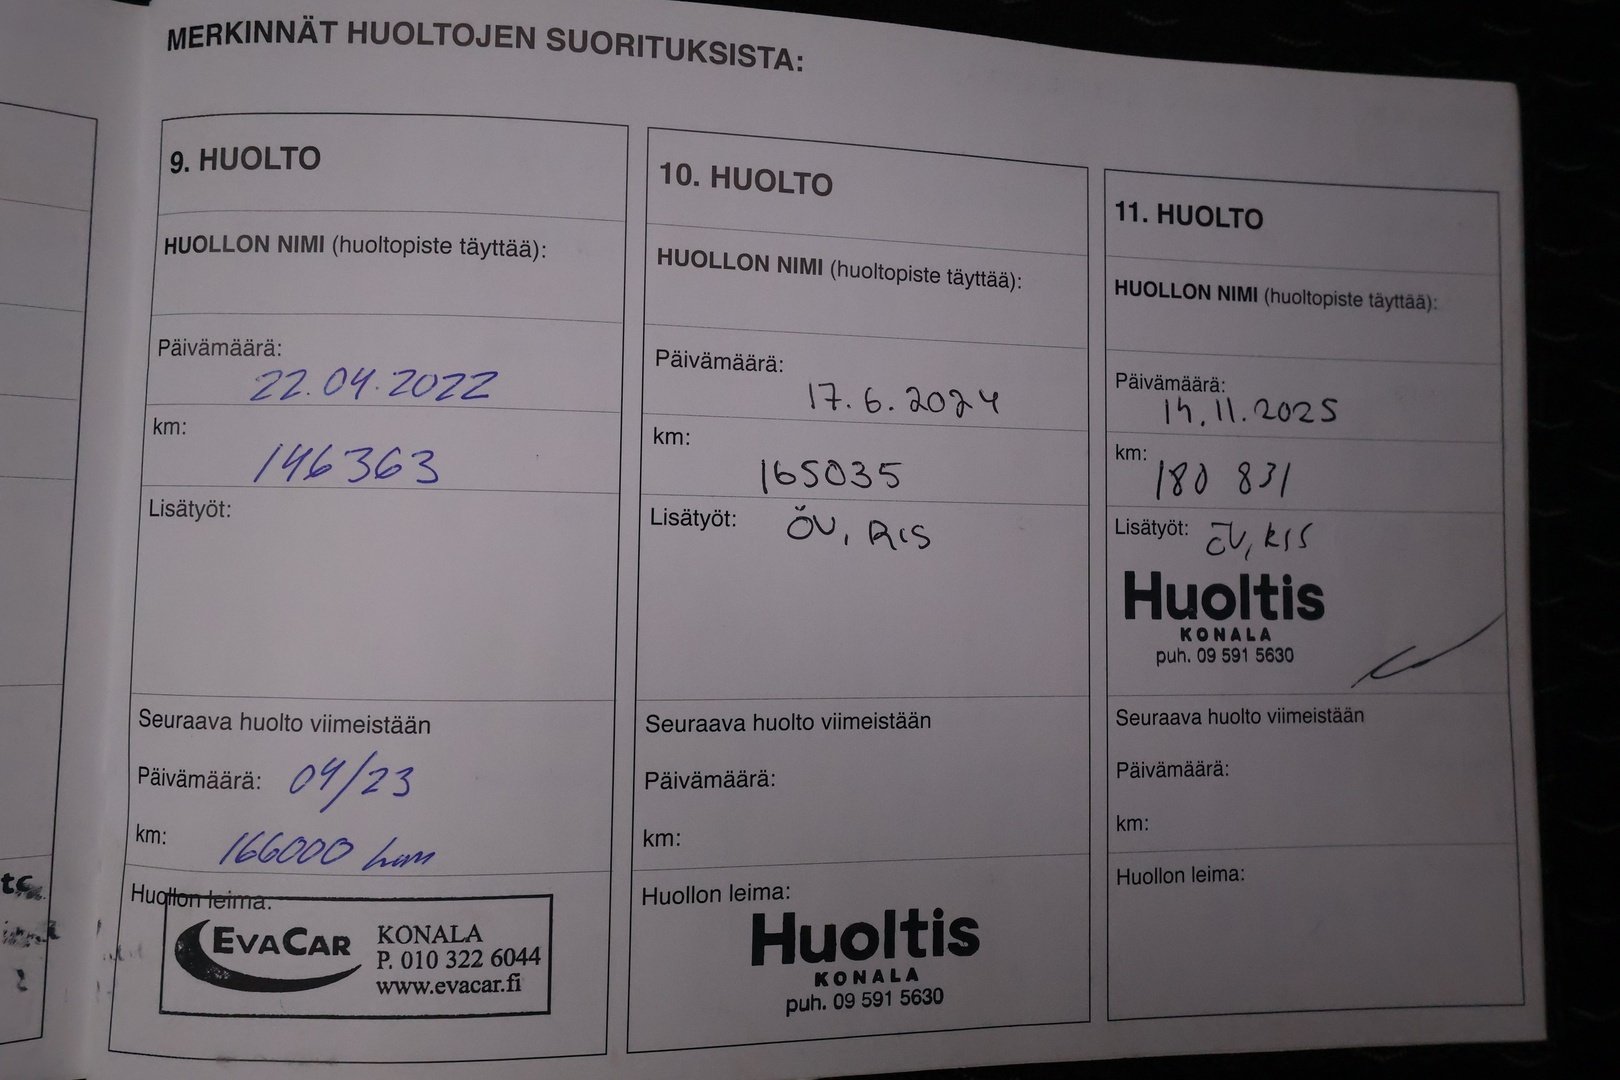 MERKINNÄT HUOLTOJEN SUORITUKSISTA:
9. HUOLTO
HUOLLON NIMI (huoltopiste täyttää):
Päivämäärä:
22.04.2022
km:
146363
Lisätyöt:
Seuraava huolto viimeistään
Päivämäärä: 04/23
km: 166000 km
Huollon leima:
EVACAR KONALA
P. 010 322 6044
www.evacar.fi
10. HUOLTO
HUOLLON NIMI (huoltopiste täyttää):
Päivämäärä:
17.6.2024
km:
165035
Lisätyöt: ÖV, RIS
Seuraava huolto viimeistään
Päivämäärä:
km:
Huollon leima:
Huoltis
KONALA
puh. 09 591 5630
11. HUOLTO
HUOLLON NIMI (huoltopiste täyttää):
Päivämäärä:
14.11.2025
km:
180 831
Lisätyöt: ÖV, RIS
Huoltis
KONALA
puh. 09 591 5630
Seuraava huolto viimeistään
Päivämäärä:
km:
Huollon leima: